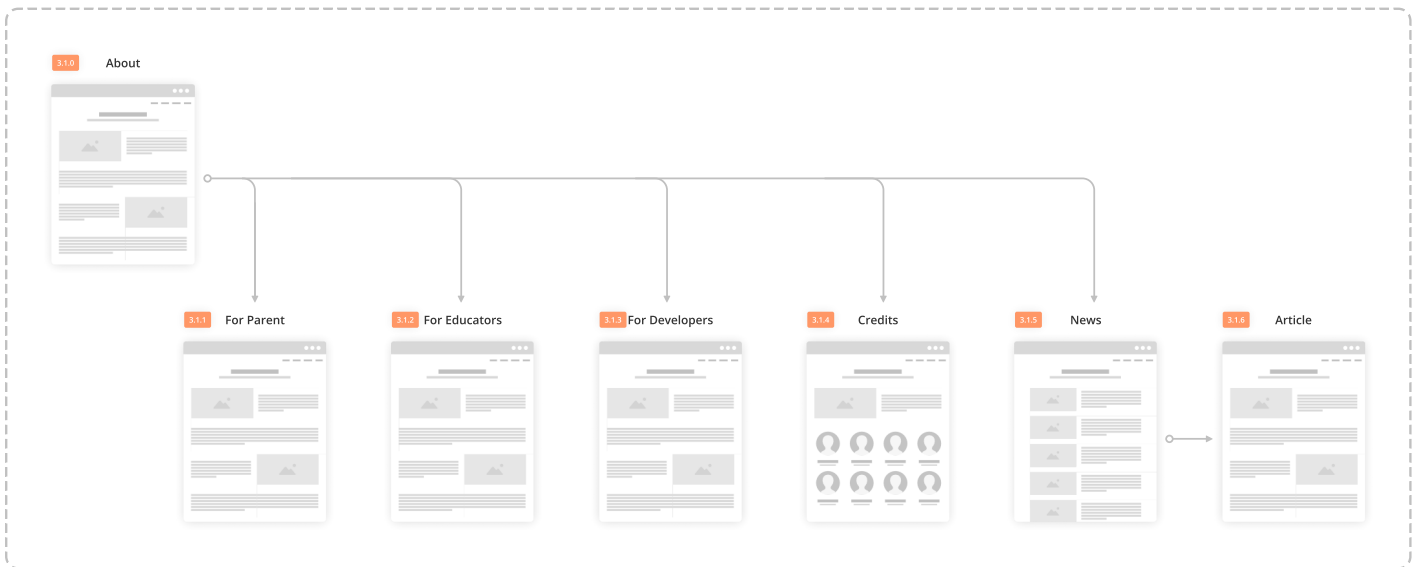 3.1.0 About
3.1.1 For Parent
3.1.2 For Educators
3.1.3 For Developers
3.1.4 Credits
3.1.5 News
3.1.6 Article